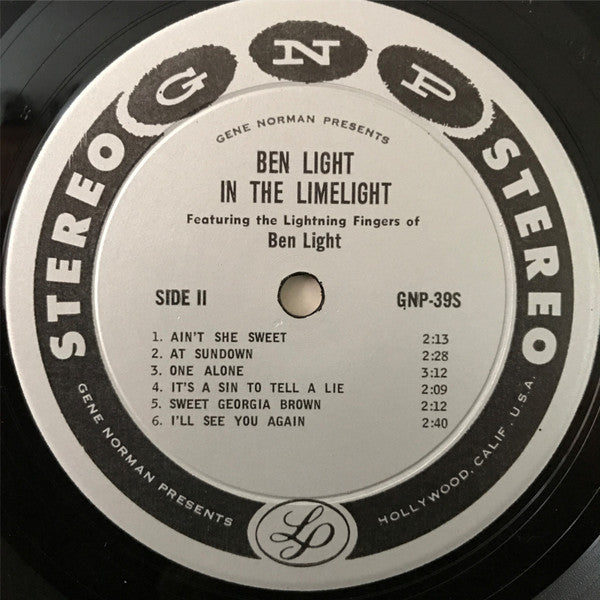 G N P
STEREO
STEREO
GENE NORMAN PRESENTS
BEN LIGHT
IN THE LIMELIGHT
Featuring the Lightning Fingers of
Ben Light
SIDE II
GNP-39S
1. AIN'T SHE SWEET 2:13
2. AT SUNDOWN 2:28
3. ONE ALONE 3:12
4. IT'S A SIN TO TELL A LIE 2:09
5. SWEET GEORGIA BROWN 2:12
6. I'LL SEE YOU AGAIN 2:40
GENE NORMAN PRESENTS
HOLLYWOOD, CALIF. U.S.A.
LP